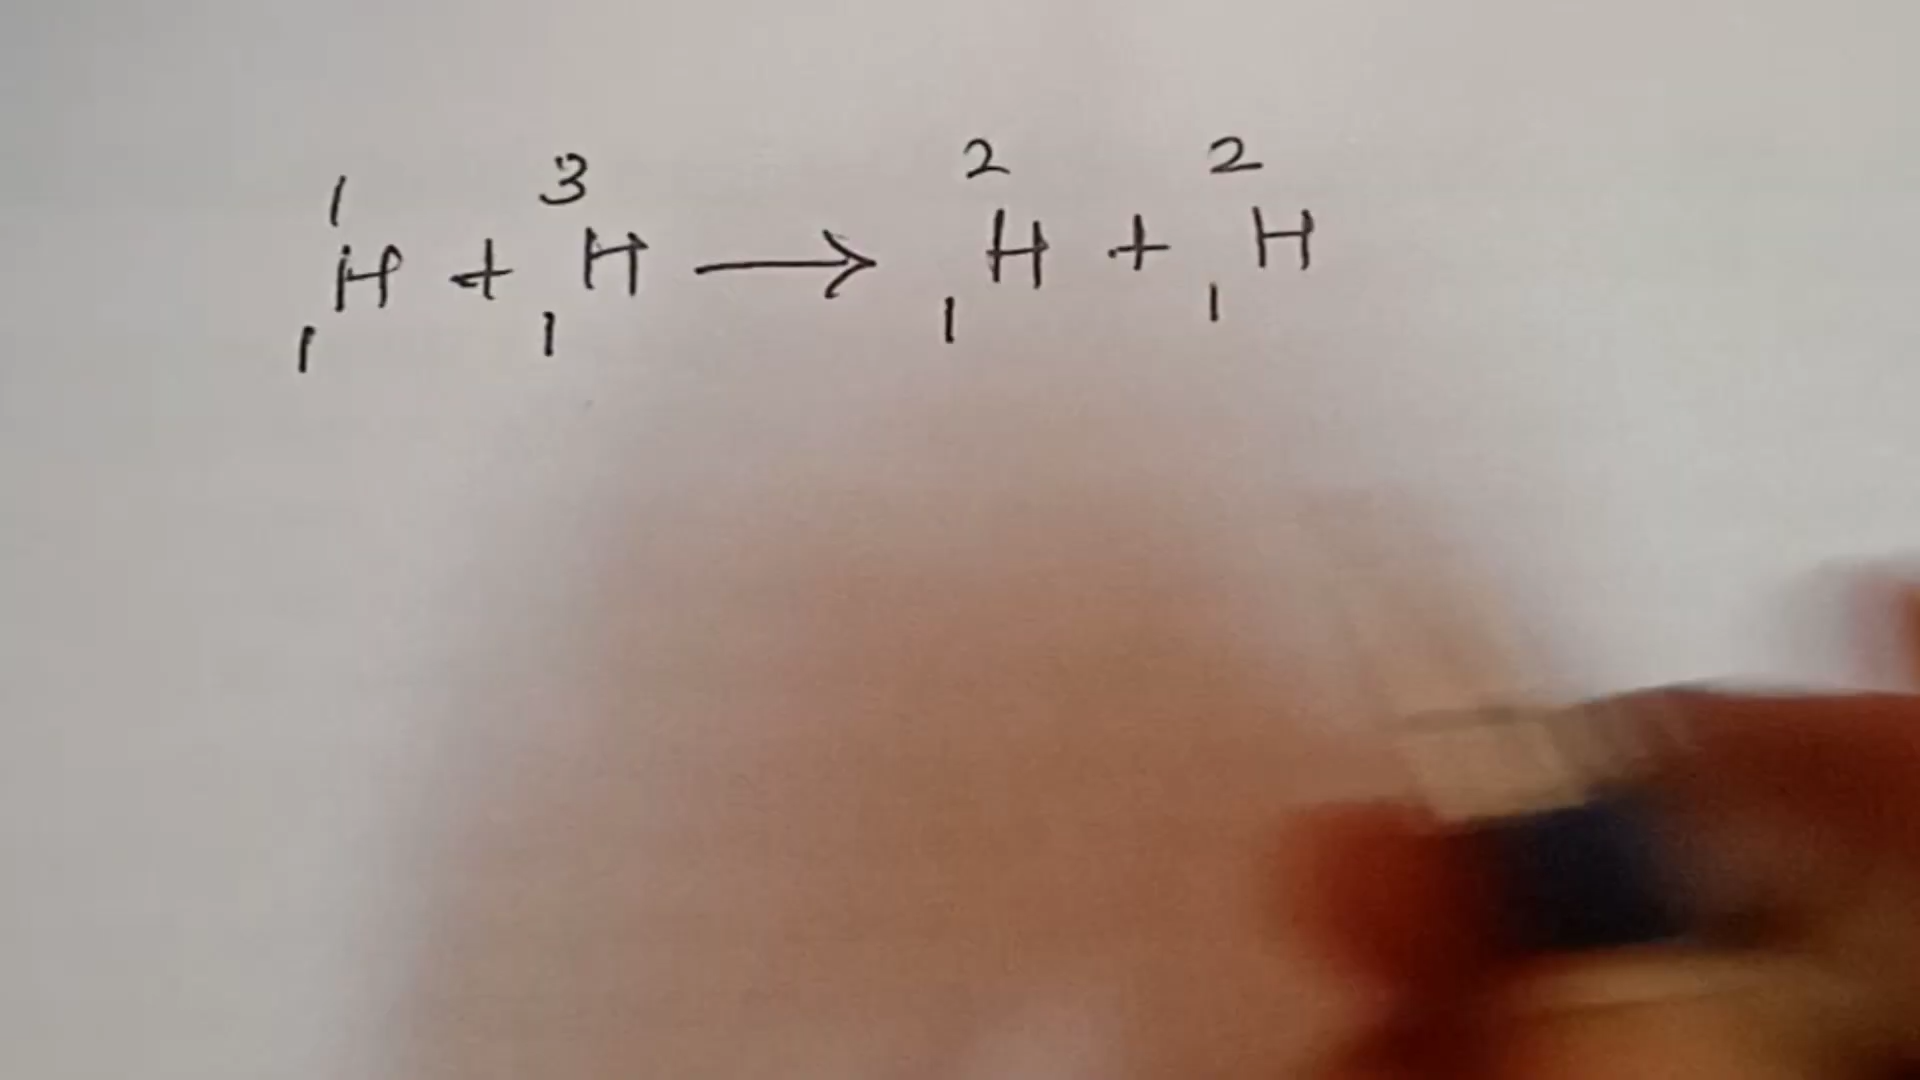 ¹₁H + ³₁H ⟶ ²₁H + ²₁H